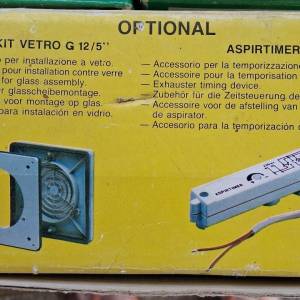 OPTIONAL
KIT VETRO G 12/5"
per installazione a vetro.
pour installation contre verre
for glass assembly.
Glasscheibenmontage.
voor montage op glas.
para instalación en vidrio.
ASPIRTIMER
— Accessorio per la temporizzazione
— Accessoire pour la temporisation
— Exhauster timing device.
— Zubehör für die Zeitsteuerung de
— Accessoire voor de afstelling van
de aspirator.
— Accesorio para la temporización
ASPIRTIMER